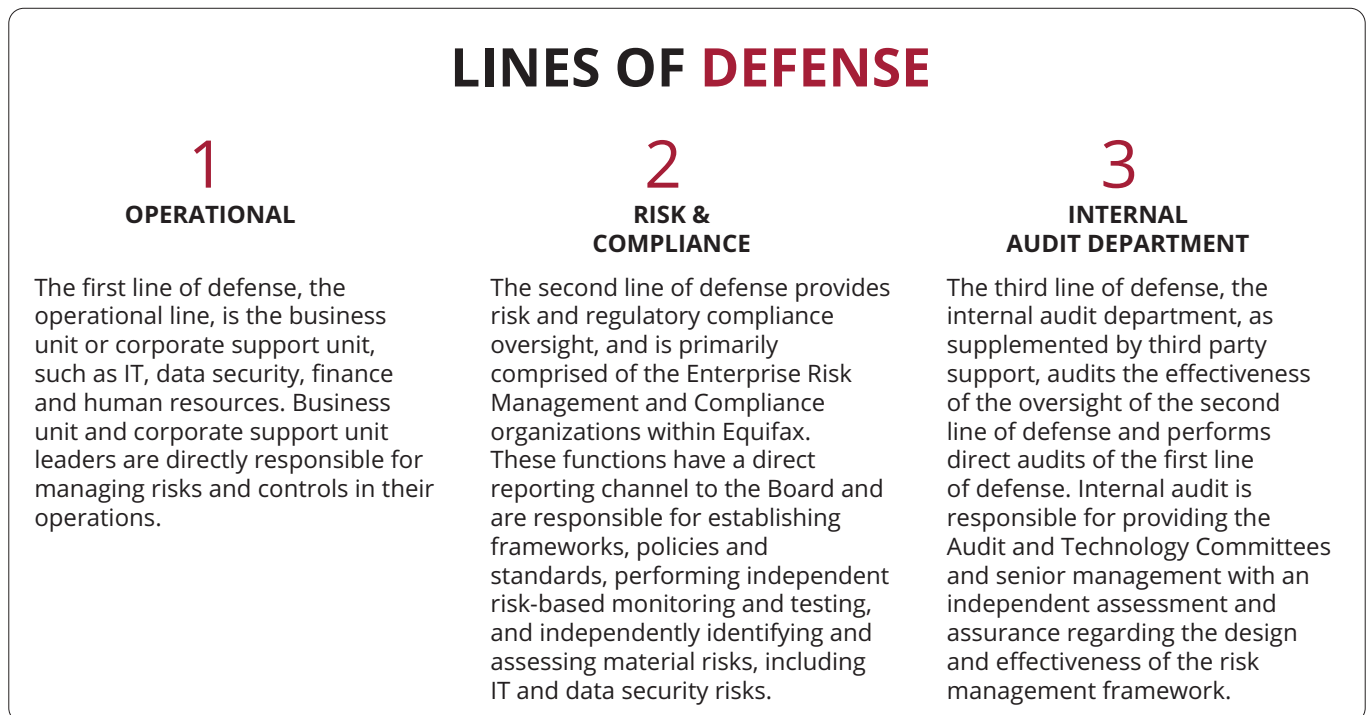 LINES OF DEFENSE
1
OPERATIONAL
The first line of defense, the
operational line, is the business
unit or corporate support unit,
such as IT, data security, finance
and human resources. Business
unit and corporate support unit
leaders are directly responsible for
managing risks and controls in their
operations.
2
RISK &
COMPLIANCE
The second line of defense provides
risk and regulatory compliance
oversight, and is primarily
comprised of the Enterprise Risk
Management and Compliance
organizations within Equifax.
These functions have a direct
reporting channel to the Board and
are responsible for establishing
frameworks, policies and
standards, performing independent
risk-based monitoring and testing,
and independently identifying and
assessing material risks, including
IT and data security risks.
3
INTERNAL
AUDIT DEPARTMENT
The third line of defense, the
internal audit department, as
supplemented by third party
support, audits the effectiveness
of the oversight of the second
line of defense and performs
direct audits of the first line
of defense. Internal audit is
responsible for providing the
Audit and Technology Committees
and senior management with an
independent assessment and
assurance regarding the design
and effectiveness of the risk
management framework.